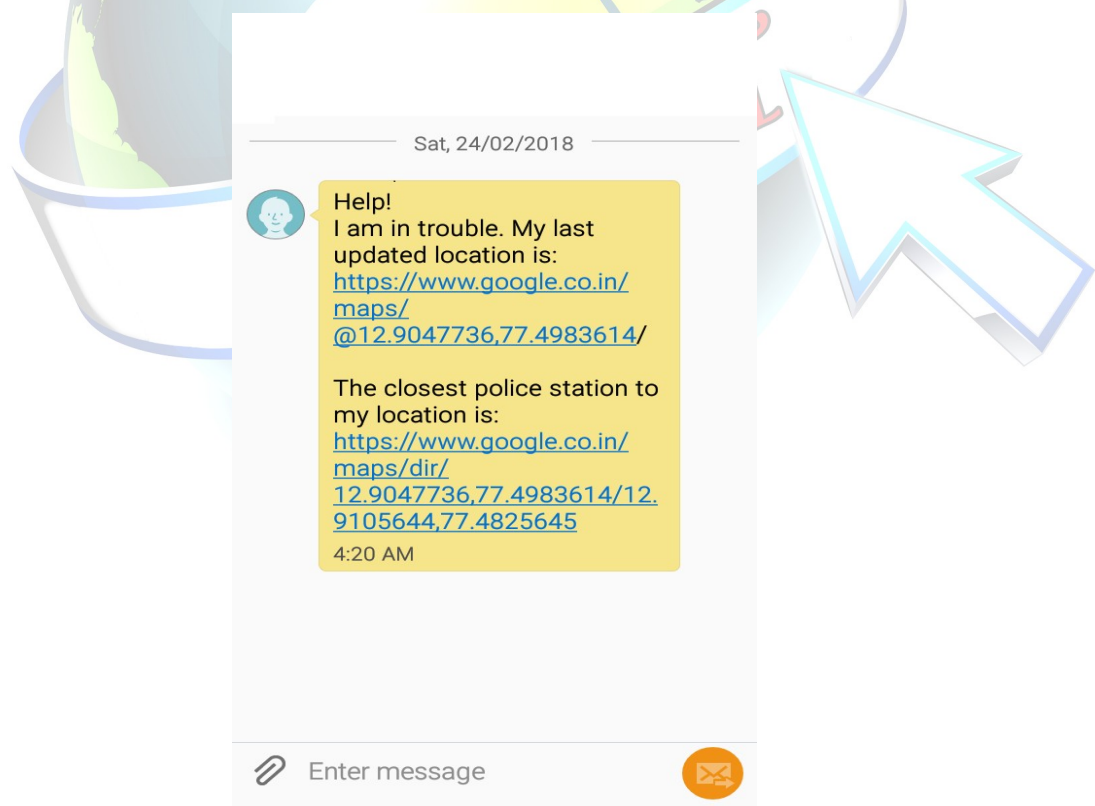 Sat, 24/02/2018
Help!
I am in trouble. My last
updated location is:
https://www.google.co.in/
maps/
@12.9047736,77.4983614/
The closest police station to
my location is:
https://www.google.co.in/
maps/dir/
12.9047736,77.4983614/12.
9105644,77.4825645
4:20 AM
Enter message